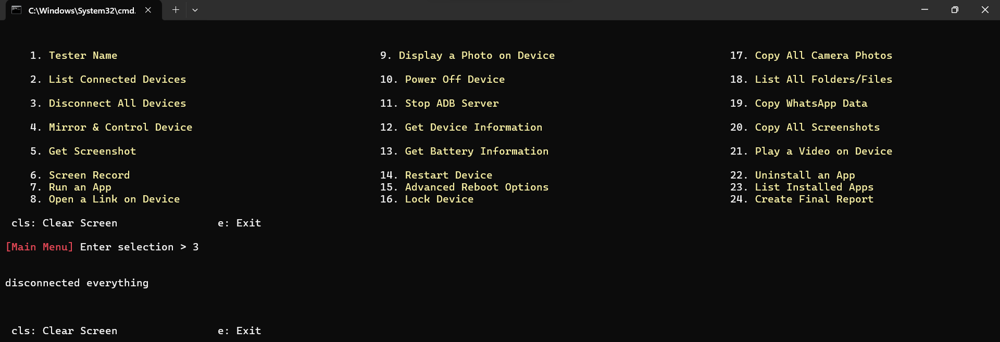 C:\Windows\System32\cmd.
1. Tester Name 9. Display a Photo on Device 17. Copy All Camera Photos
2. List Connected Devices 10. Power Off Device 18. List All Folders/Files
3. Disconnect All Devices 11. Stop ADB Server 19. Copy WhatsApp Data
4. Mirror & Control Device 12. Get Device Information 20. Copy All Screenshots
5. Get Screenshot 13. Get Battery Information 21. Play a Video on Device
6. Screen Record 14. Restart Device 22. Uninstall an App
7. Run an App 15. Advanced Reboot Options 23. List Installed Apps
8. Open a Link on Device 16. Lock Device 24. Create Final Report
cls: Clear Screen e: Exit
[Main Menu] Enter selection > 3
disconnected everything
cls: Clear Screen e: Exit